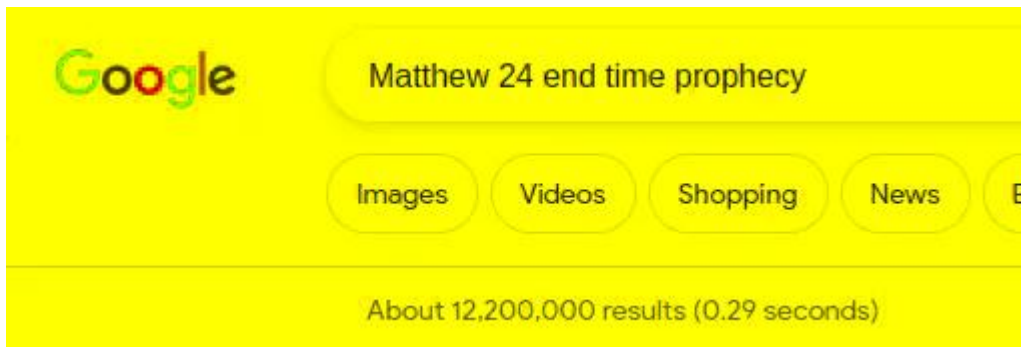 Google Matthew 24 end time prophecy
Images Videos Shopping News
About 12,200,000 results (0.29 seconds)